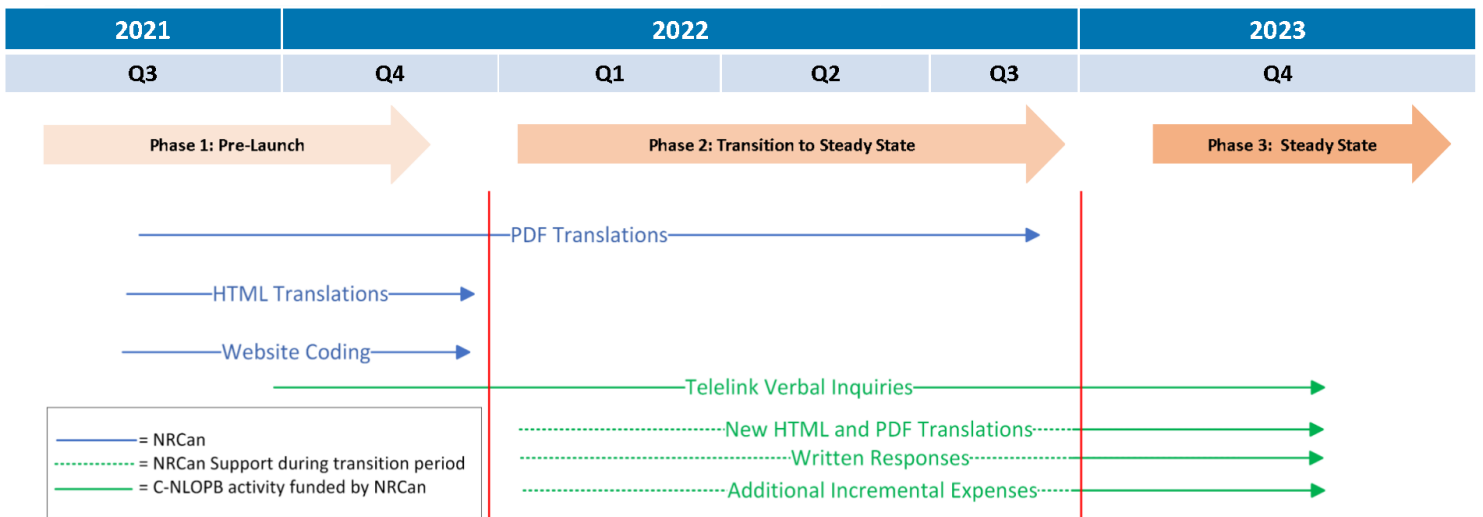 2021 2022 2023
Q3 Q4 Q1 Q2 Q3 Q4
Phase 1: Pre-Launch Phase 2: Transition to Steady State Phase 3: Steady State
PDF Translations
HTML Translations
Website Coding
Telelink Verbal Inquiries
New HTML and PDF Translations
Written Responses
Additional Incremental Expenses
= NRCan
= NRCan Support during transition period
= C-NLOPB activity funded by NRCan